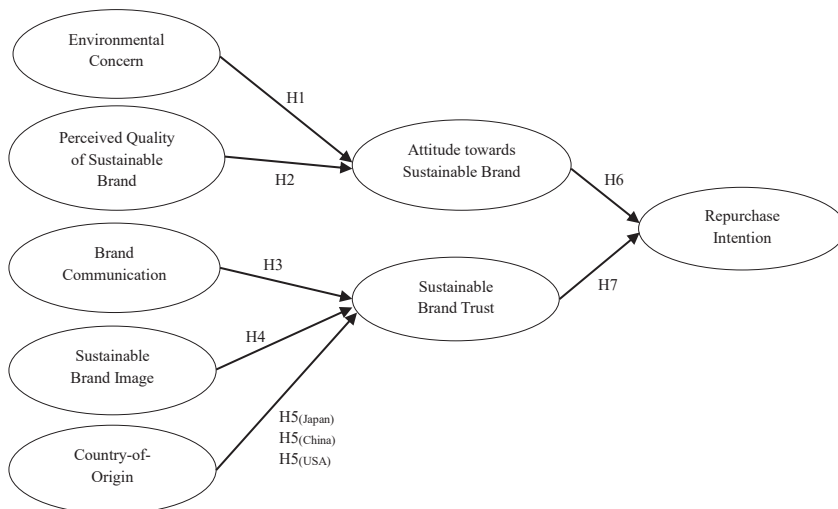 Environmental
Concern
H1
Perceived Quality
of Sustainable
Brand
H2
Attitude towards
Sustainable Brand
H6
Repurchase
Intention
Brand
Communication
H3
Sustainable
Brand Trust
H7
Sustainable
Brand Image
H4
H5(Japan)
H5(China)
H5(USA)
Country-of-
Origin